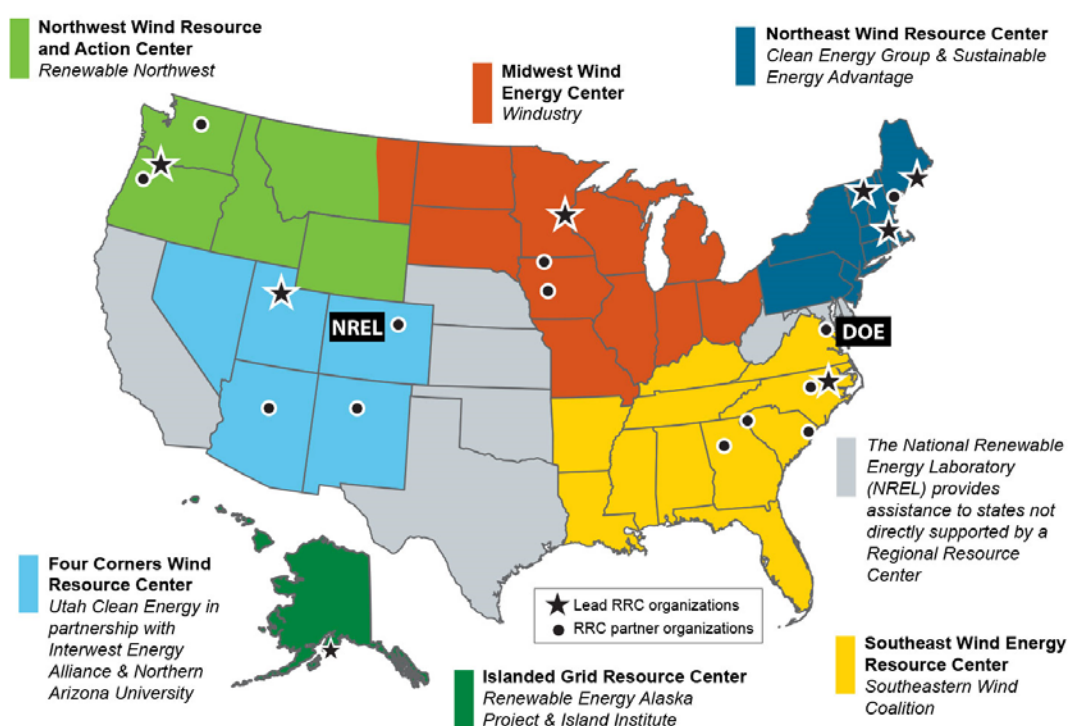 Northwest Wind Resource
and Action Center
Renewable Northwest
Midwest Wind
Energy Center
Windustry
Northeast Wind Resource Center
Clean Energy Group & Sustainable
Energy Advantage
NREL
DOE
The National Renewable
Energy Laboratory
(NREL) provides
assistance to states not
directly supported by a
Regional Resource
Center
Four Corners Wind
Resource Center
Utah Clean Energy in
partnership with
Interwest Energy
Alliance & Northern
Arizona University
Lead RRC organizations
RRC partner organizations
Islanded Grid Resource Center
Renewable Energy Alaska
Project & Island Institute
Southeast Wind Energy
Resource Center
Southeastern Wind
Coalition